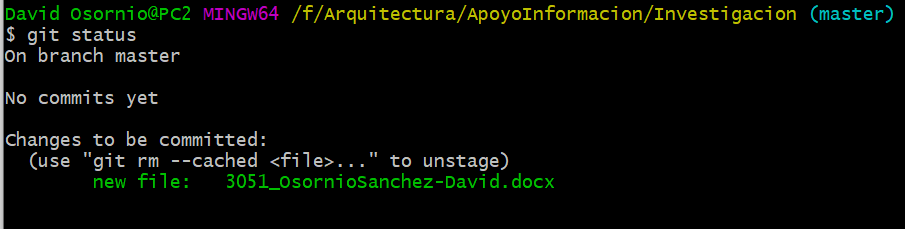 David Osornio@PC2 MINGW64 /f/Arquitectura/ApoyoInformacion/Investigacion (master)
$ git status
On branch master
No commits yet
Changes to be committed:
  (use "git rm --cached <file>..." to unstage)
        new file:   3051_OsornioSanchez-David.docx